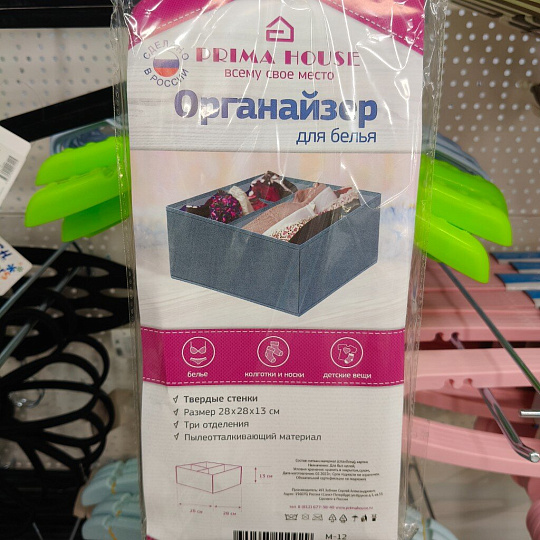 СДЕЛАНО
В РОССИИ
PRIMA HOUSE
всему свое место
Органайзер
для белья
белье
колготки и носки
детские вещи
✓ Твердые стенки
✓ Размер 28х28х13 см
✓ Три отделения
✓ Пылеотталкивающий материал
13 см
28 см
28 см
М-12